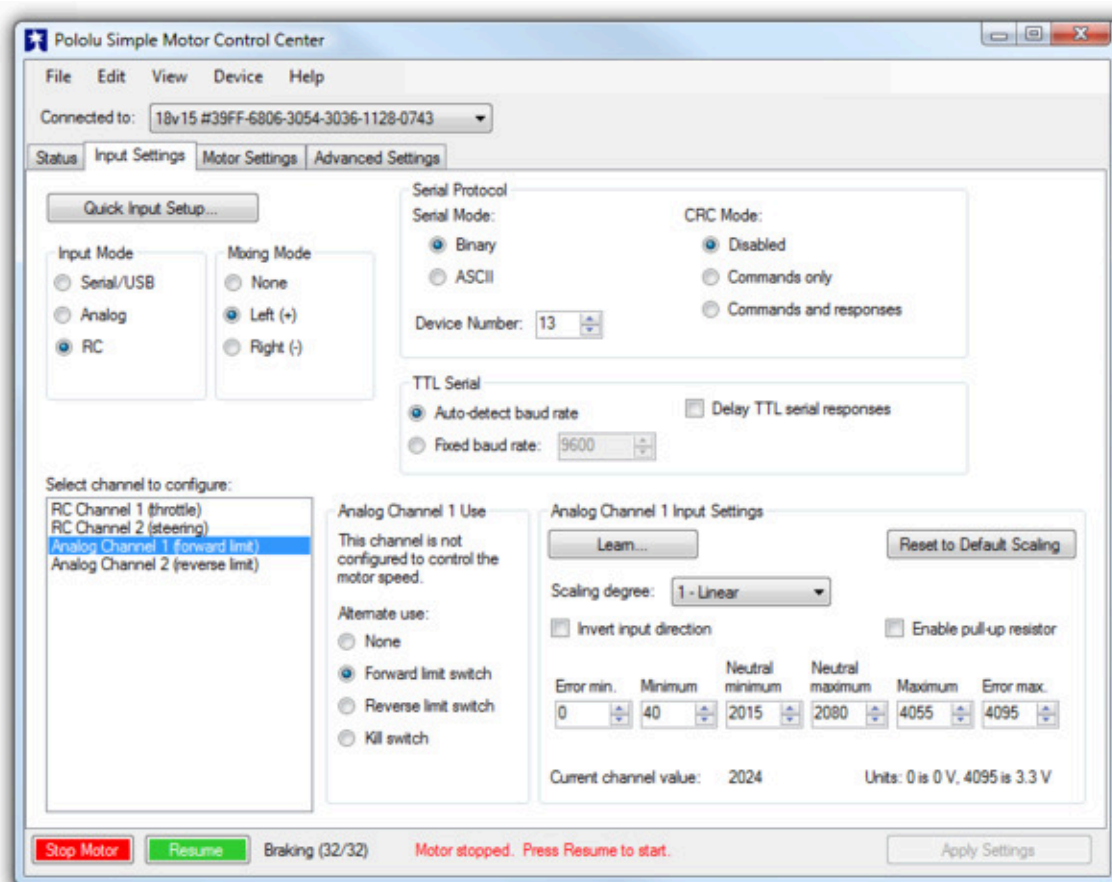 Pololu Simple Motor Control Center
File Edit View Device Help
Connected to: 18v15 #39FF-6806-3054-3036-1128-0743
Status Input Settings Motor Settings Advanced Settings
Quick Input Setup...
Input Mode
Serial/USB
Analog
RC
Mixing Mode
None
Left (+)
Right (-)
Serial Protocol
Serial Mode:
Binary
ASCII
Device Number: 13
CRC Mode:
Disabled
Commands only
Commands and responses
TTL Serial
Auto-detect baud rate
Fixed baud rate: 9600
Delay TTL serial responses
Select channel to configure:
RC Channel 1 (throttle)
RC Channel 2 (steering)
Analog Channel 1 (forward limit)
Analog Channel 2 (reverse limit)
Analog Channel 1 Use
This channel is not
configured to control the
motor speed.
Alternate use:
None
Forward limit switch
Reverse limit switch
Kill switch
Analog Channel 1 Input Settings
Learn... Reset to Default Scaling
Scaling degree: 1 - Linear
Invert input direction Enable pull-up resistor
Error min. Minimum Neutral minimum Neutral maximum Maximum Error max.
0 40 2015 2080 4055 4095
Current channel value: 2024 Units: 0 is 0 V, 4095 is 3.3 V
Stop Motor Resume Braking (32/32) Motor stopped. Press Resume to start. Apply Settings